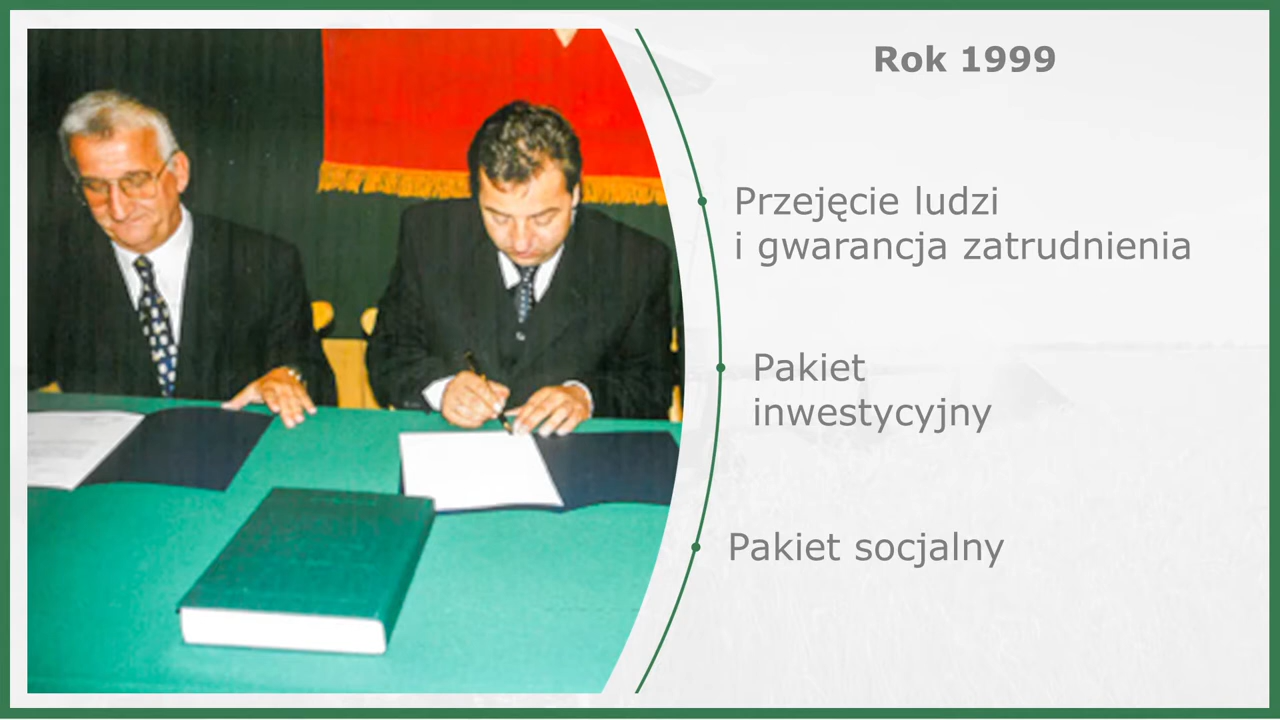 Rok 1999
Przejęcie ludzi
i gwarancja zatrudnienia
Pakiet
inwestycyjny
Pakiet socjalny